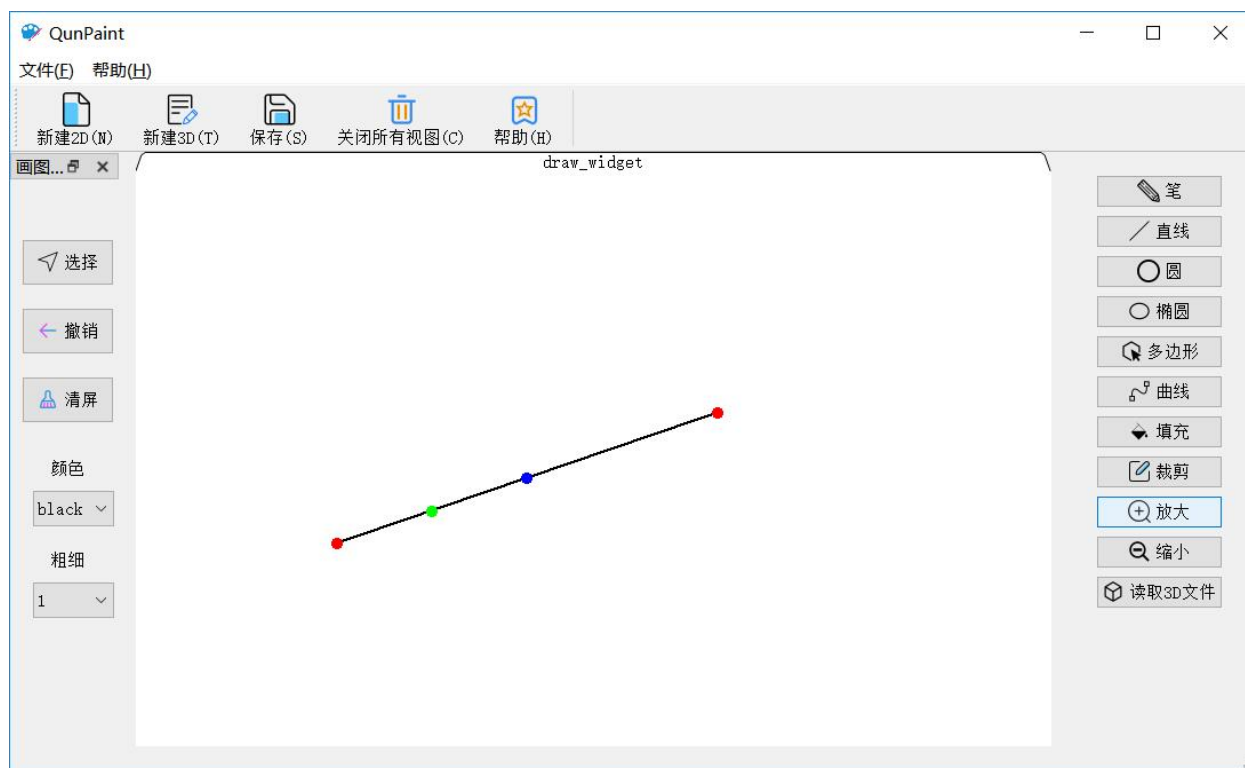 QunPaint
文件(F) 帮助(H)
新建2D(N) 新建3D(T) 保存(S) 关闭所有视图(C) 帮助(H)
画图...
draw_widget
选择
撤销
清屏
颜色
black
粗细
1
笔
直线
圆
椭圆
多边形
曲线
填充
裁剪
放大
缩小
读取3D文件